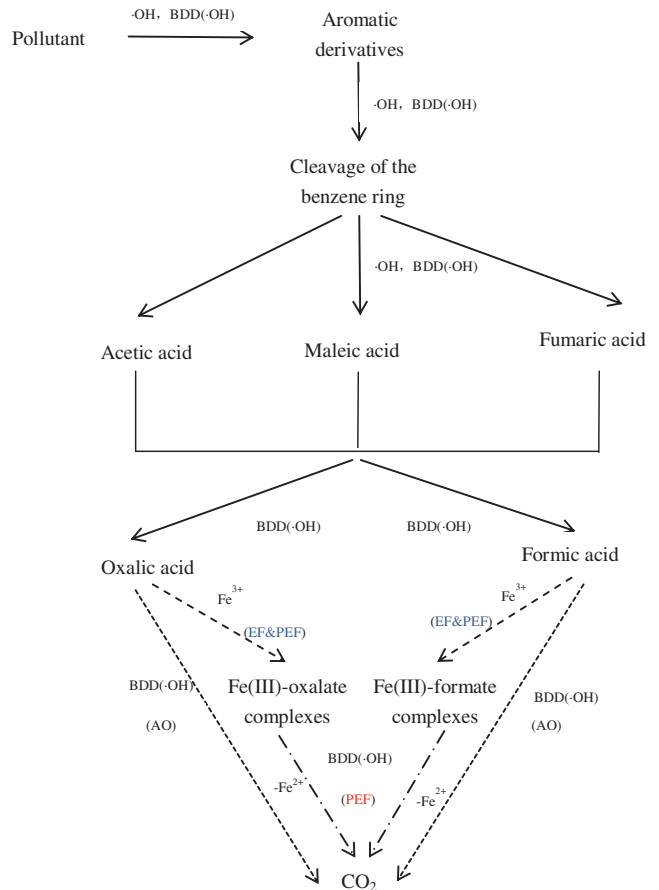 ·OH, BDD(·OH)
Pollutant
Aromatic
derivatives
·OH, BDD(·OH)
Cleavage of the
benzene ring
·OH, BDD(·OH)
Acetic acid
Maleic acid
Fumaric acid
BDD(·OH)
BDD(·OH)
Oxalic acid
Formic acid
Fe³⁺
Fe³⁺
(EF&PEF)
(EF&PEF)
BDD(·OH)
(AO)
Fe(III)-oxalate
complexes
Fe(III)-formate
complexes
BDD(·OH)
(AO)
BDD(·OH)
-Fe²⁺
(PEF)
-Fe²⁺
CO₂